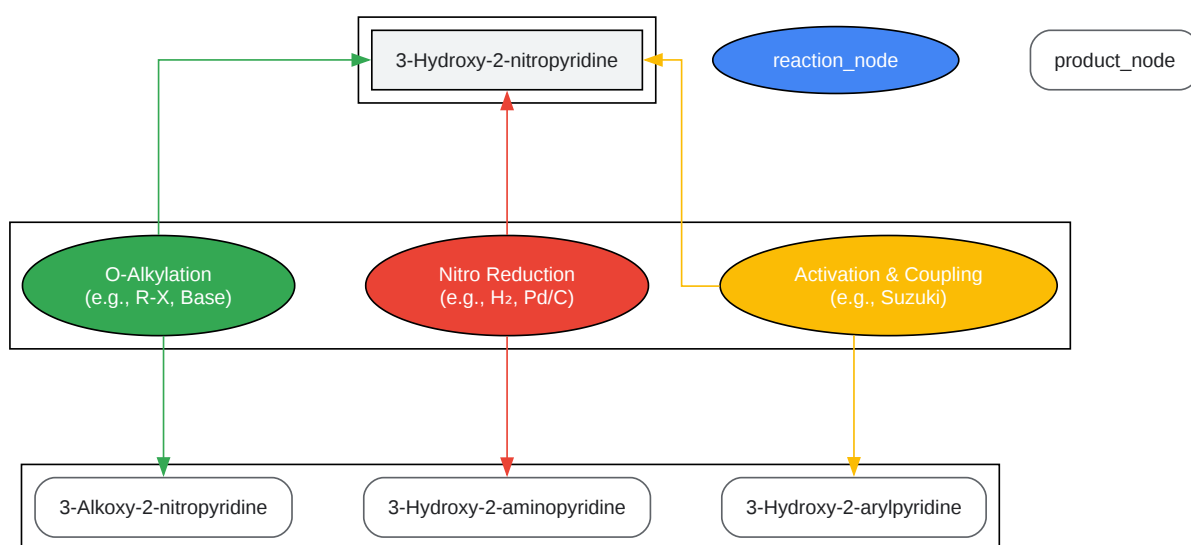 3-Hydroxy-2-nitropyridine
reaction_node
product_node
O-Alkylation
(e.g., R-X, Base)
Nitro Reduction
(e.g., H₂, Pd/C)
Activation & Coupling
(e.g., Suzuki)
3-Alkoxy-2-nitropyridine
3-Hydroxy-2-aminopyridine
3-Hydroxy-2-arylpyridine